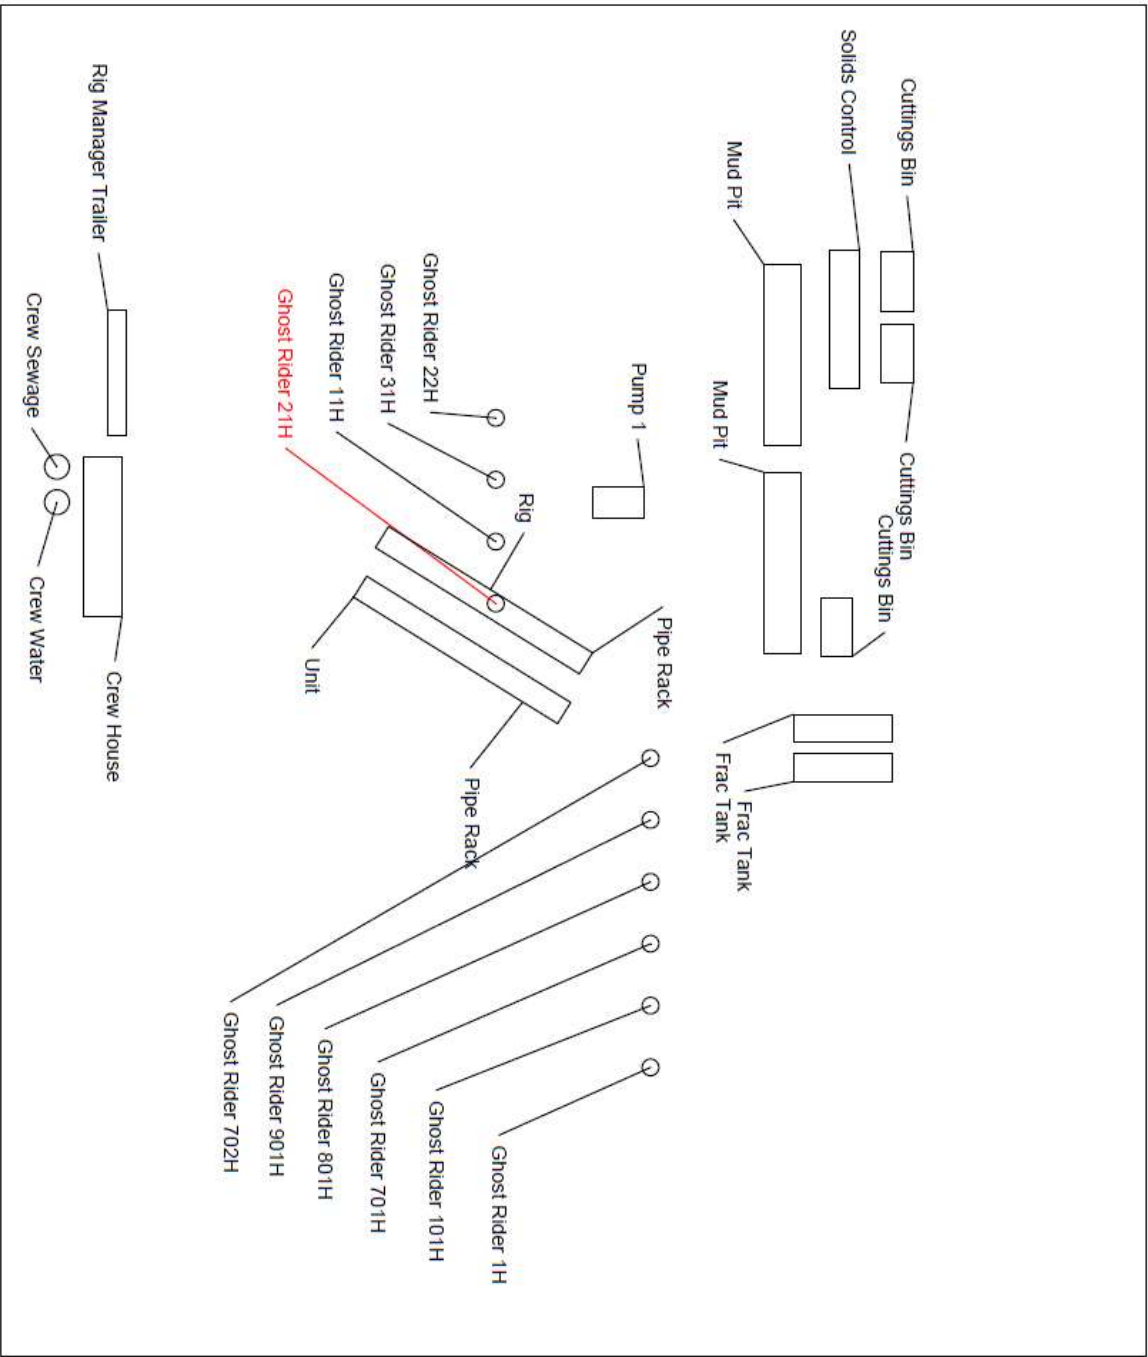 Cuttings Bin
Solids Control
Mud Pit
Rig Manager Trailer
Ghost Rider 22H
Ghost Rider 31H
Ghost Rider 11H
Ghost Rider 21H
Crew Sewage
Pump 1
Mud Pit
Cuttings Bin
Cuttings Bin
Rig
Crew Water
Pipe Rack
Unit
Crew House
Frac Tank
Frac Tank
Pipe Rack
Ghost Rider 702H
Ghost Rider 901H
Ghost Rider 801H
Ghost Rider 701H
Ghost Rider 101H
Ghost Rider 1H